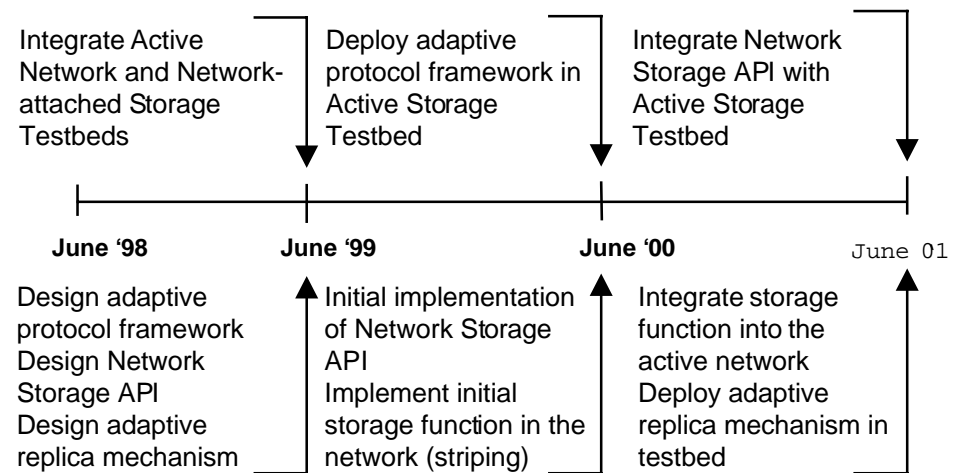 Integrate Active
Network and Network-
attached Storage
Testbeds
Deploy adaptive
protocol framework in
Active Storage
Testbed
Integrate Network
Storage API with
Active Storage
Testbed
June ‘98
June ‘99
June ‘00
June 01
Design adaptive
protocol framework
Design Network
Storage API
Design adaptive
replica mechanism
Initial implementation
of Network Storage
API
Implement initial
storage function in the
network (striping)
Integrate storage
function into the
active network
Deploy adaptive
replica mechanism in
testbed